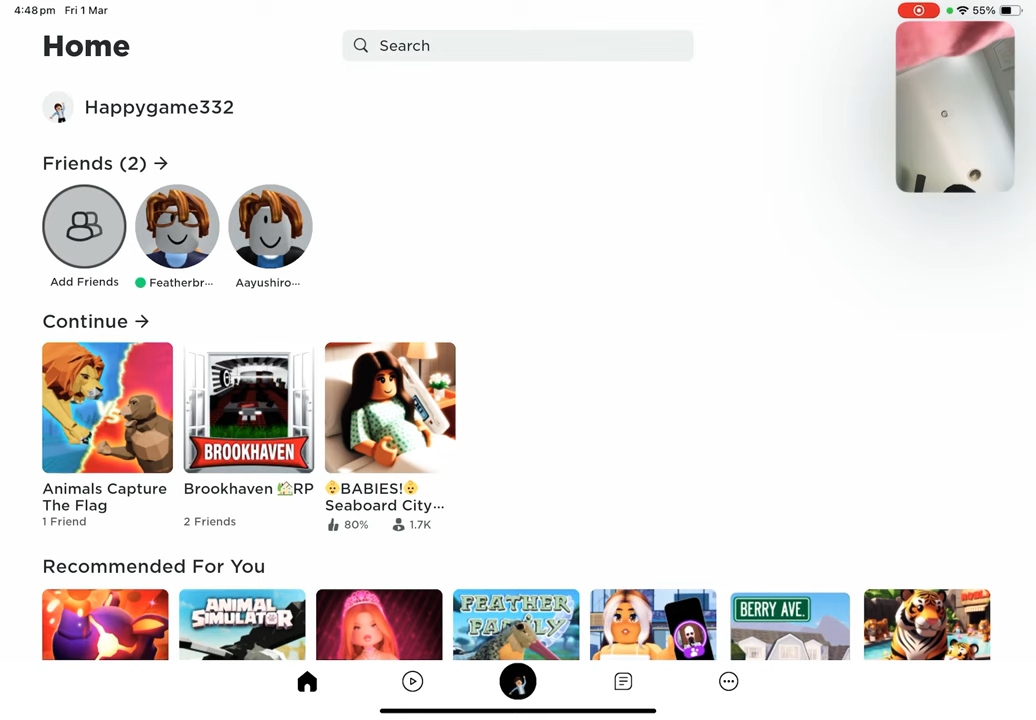 4:48 pm Fri 1 Mar
55%
Home
Search
Happygame332
Friends (2) →
Add Friends
Featherbr...
Aayushiro...
Continue →
VS
BROOKHAVEN
Animals Capture The Flag
1 Friend
Brookhaven 🏡RP
2 Friends
👶BABIES!👶
Seaboard City...
80% 1.7K
Recommended For You
ANIMAL
SIMULATOR
FEATHER
FAMILY
BERRY AVE.